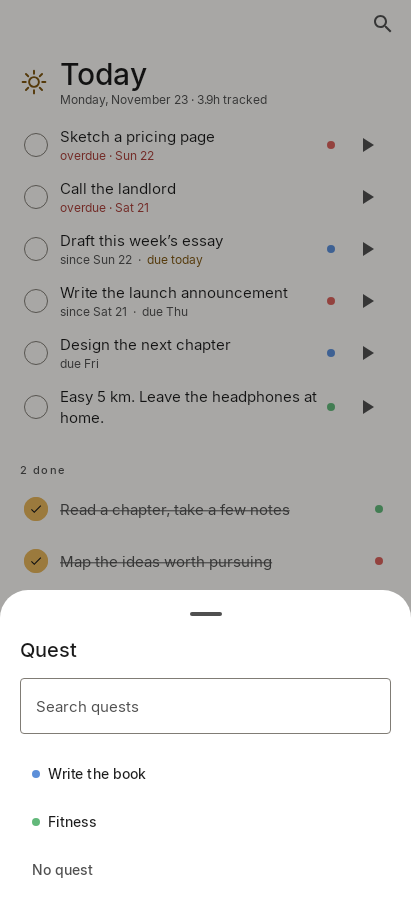 Today
Monday, November 23 · 3.9h tracked
Sketch a pricing page
overdue · Sun 22
Call the landlord
overdue · Sat 21
Draft this week’s essay
since Sun 22 · due today
Write the launch announcement
since Sat 21 · due Thu
Design the next chapter
due Fri
Easy 5 km. Leave the headphones at
home.
2 done
Read a chapter, take a few notes
Map the ideas worth pursuing
Quest
Search quests
Write the book
Fitness
No quest